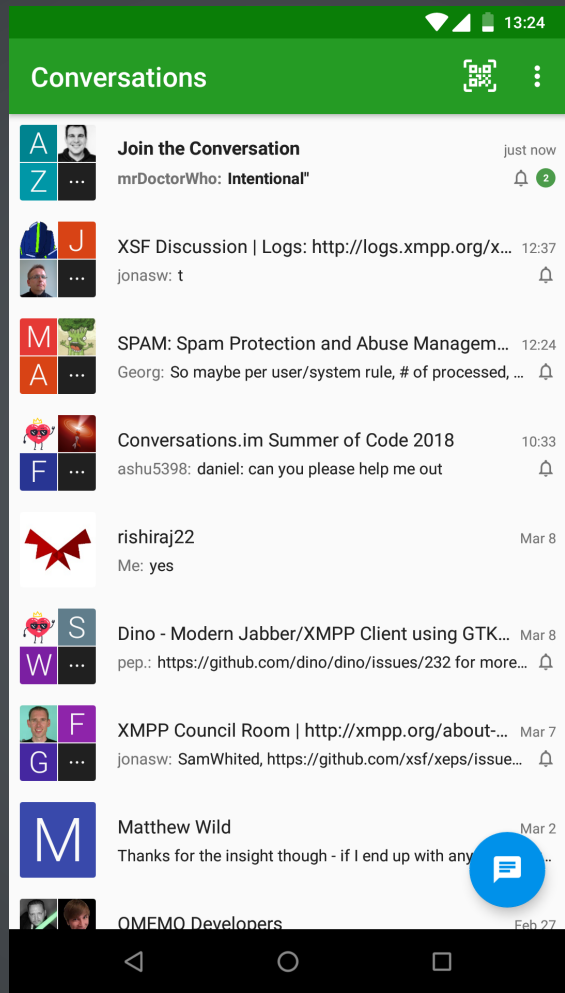 13:24
Conversations
A
Z
...
Join the Conversation
just now
mrDoctorWho: Intentional"
2
J
...
XSF Discussion | Logs: http://logs.xmpp.org/x...
12:37
jonasw: t
M
A
...
SPAM: Spam Protection and Abuse Managem...
12:24
Georg: So maybe per user/system rule, # of processed, ...
F
...
Conversations.im Summer of Code 2018
10:33
ashu5398: daniel: can you please help me out
rishiraj22
Mar 8
Me: yes
S
W
...
Dino - Modern Jabber/XMPP Client using GTK...
Mar 8
pep.: https://github.com/dino/dino/issues/232 for more...
F
G
...
XMPP Council Room | http://xmpp.org/about-...
Mar 7
jonasw: SamWhited, https://github.com/xsf/xeps/issue...
M
Matthew Wild
Mar 2
Thanks for the insight though - if I end up with any
OMEMO Developers
Feb 27